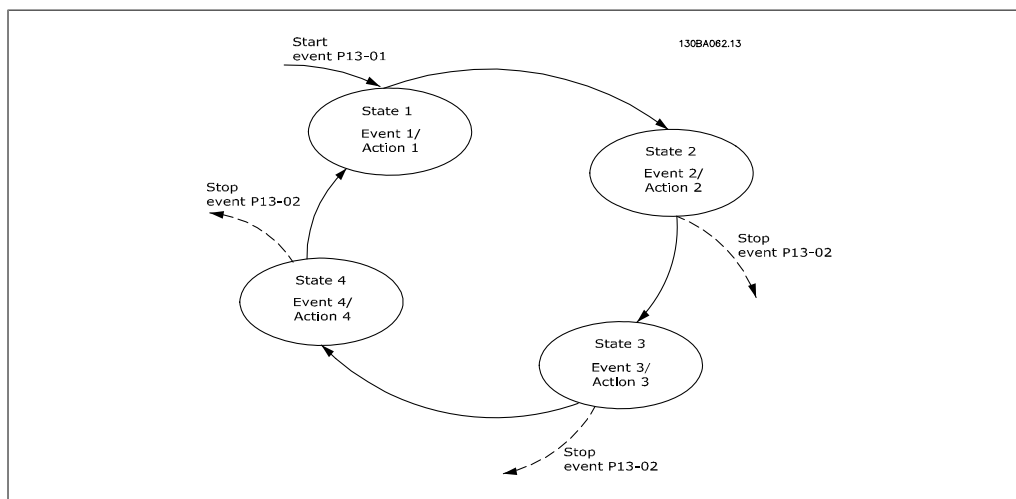 Start
event P13-01
130BA062.13
State 1
Event 1/
Action 1
State 2
Event 2/
Action 2
Stop
event P13-02
Stop
event P13-02
State 4
Event 4/
Action 4
State 3
Event 3/
Action 3
Stop
event P13-02